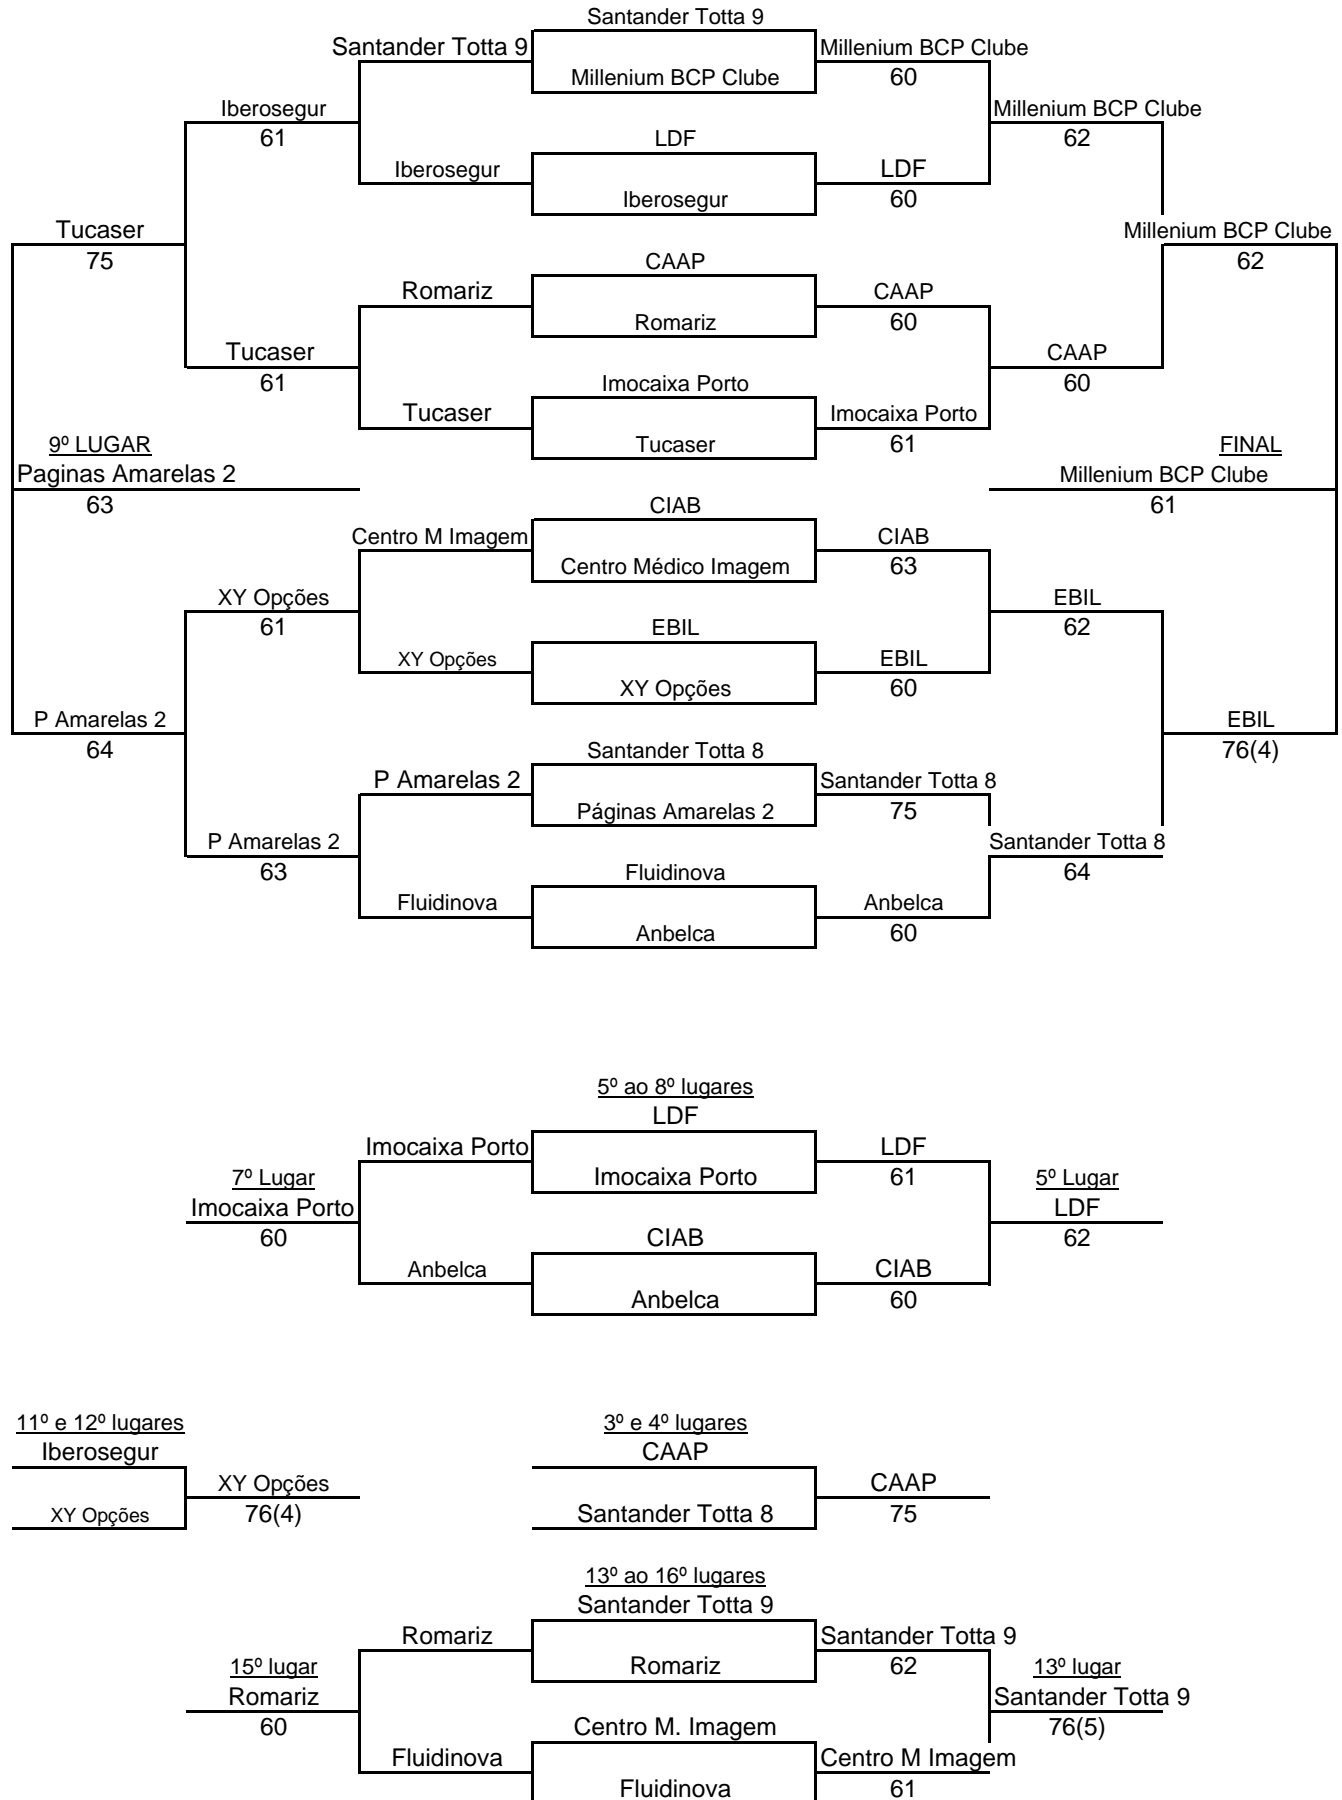 Santander Totta 9
Santander Totta 9 Millenium BCP Clube
Millenium BCP Clube 60
Iberosegur Millenium BCP Clube
61 LDF 62
Iberosegur LDF
Iberosegur 60
Tucaser Millenium BCP Clube
75 CAAP 62
Romariz CAAP
Romariz 60
Tucaser CAAP
61 Imocaixa Porto 60
Tucaser Imocaixa Porto
9º LUGAR Tucaser 61 FINAL
Paginas Amarelas 2 Millenium BCP Clube
63 CIAB 61
Centro M Imagem CIAB
Centro Médico Imagem 63
XY Opções EBIL
61 EBIL 62
XY Opções EBIL
XY Opções 60
P Amarelas 2 EBIL
64 Santander Totta 8 76(4)
P Amarelas 2 Santander Totta 8
Páginas Amarelas 2 75
P Amarelas 2 Santander Totta 8
63 Fluidinova 64
Fluidinova Anbelca
Anbelca 60
5º ao 8º lugares
LDF
Imocaixa Porto LDF
7º Lugar Imocaixa Porto 61 5º Lugar
Imocaixa Porto LDF
60 CIAB 62
Anbelca CIAB
Anbelca 60
11º e 12º lugares 3º e 4º lugares
Iberosegur CAAP
XY Opções CAAP
XY Opções 76(4) Santander Totta 8 75
13º ao 16º lugares
Santander Totta 9
Romariz Santander Totta 9
15º lugar Romariz 62 13º lugar
Romariz Santander Totta 9
60 Centro M. Imagem 76(5)
Fluidinova Centro M Imagem
Fluidinova 61